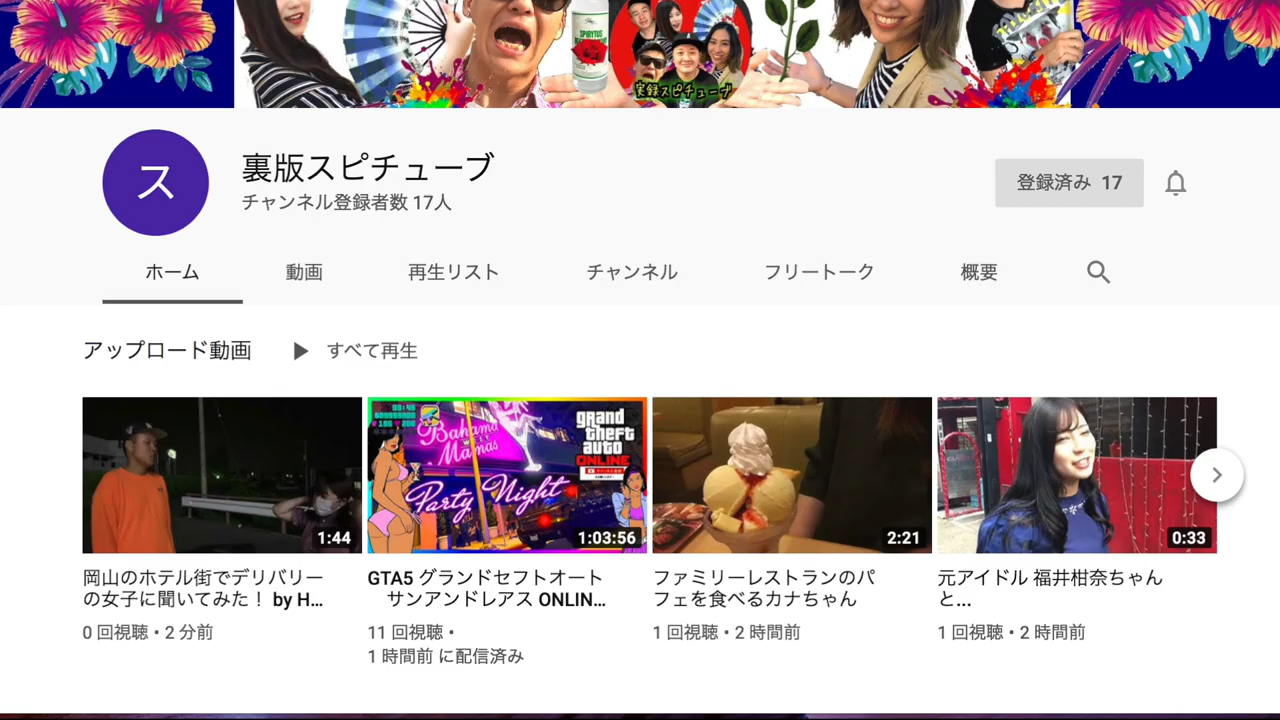 SPIRYTUS
実録スピチューブ
ス
裏版スピチューブ
チャンネル登録者数 17人
登録済み 17
ホーム
動画
再生リスト
チャンネル
フリートーク
概要
アップロード動画
すべて再生
1:44
Bahama
Mamas
Party Night
grand
theft
auto
ONLINE
1:03:56
2:21
0:33
岡山のホテル街でデリバリー
の女子に聞いてみた！ by H...
0 回視聴・2 分前
GTA5 グランドセフトオート
サンアンドレアス ONLIN...
11 回視聴・
1 時間前 に配信済み
ファミリーレストランのパ
フェを食べるカナちゃん
1 回視聴・2 時間前
元アイドル 福井柑奈ちゃん
と...
1 回視聴・2 時間前